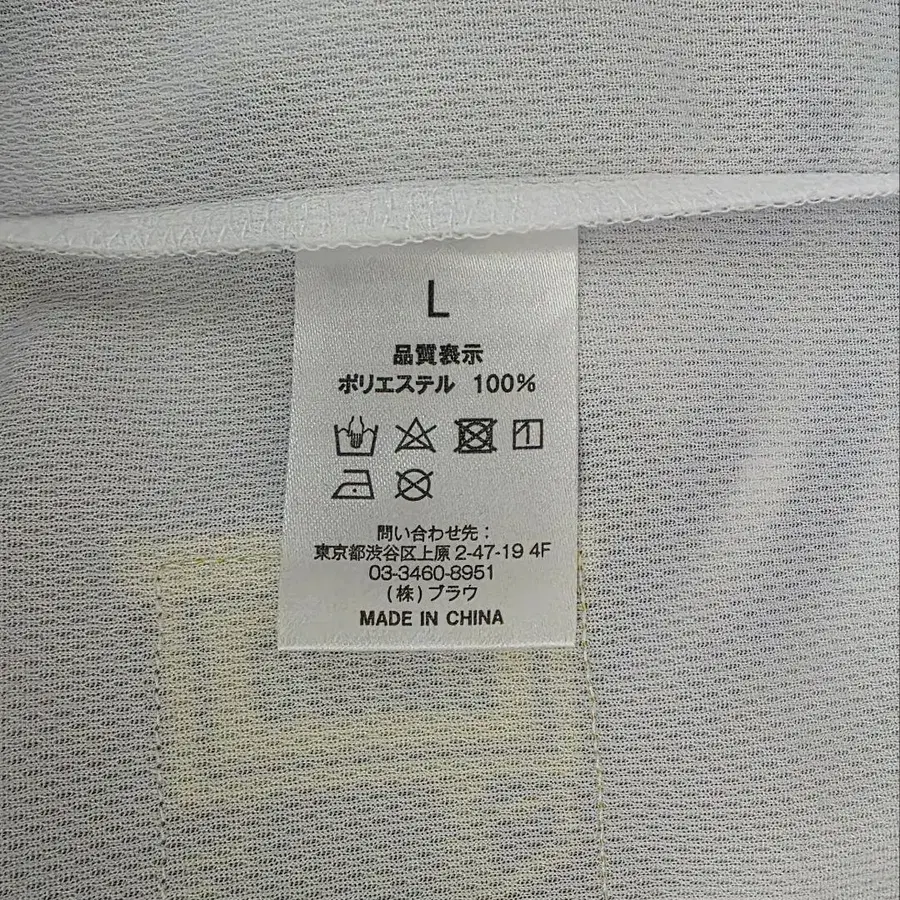 L
品質表示
ポリエステル 100%
問い合わせ先：
東京都渋谷区上原 2-47-19 4F
03-3460-8951
(株) ブラウ
MADE IN CHINA